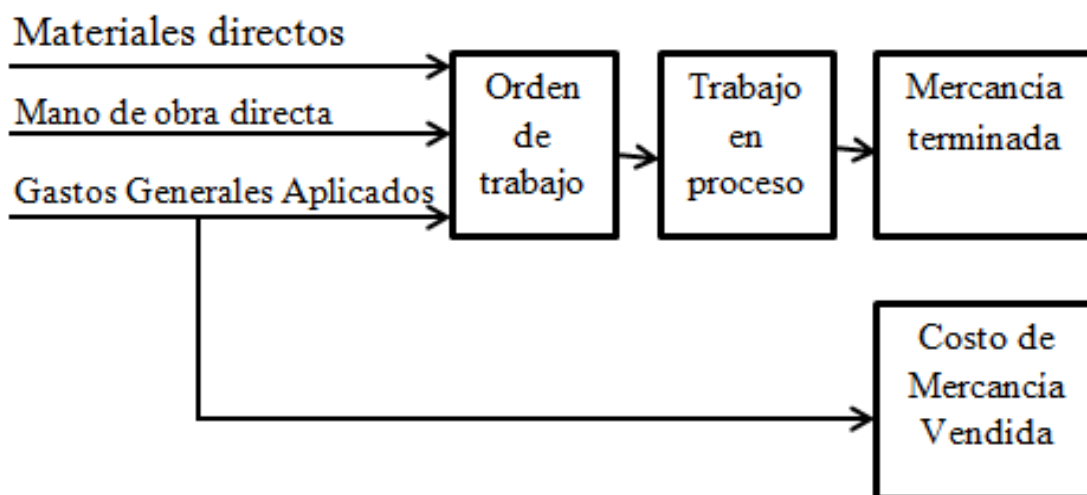 Materiales directos
Mano de obra directa
Gastos Generales Aplicados
Orden
de
trabajo
Trabajo
en
proceso
Mercancía
terminada
Costo de
Mercancía
Vendida